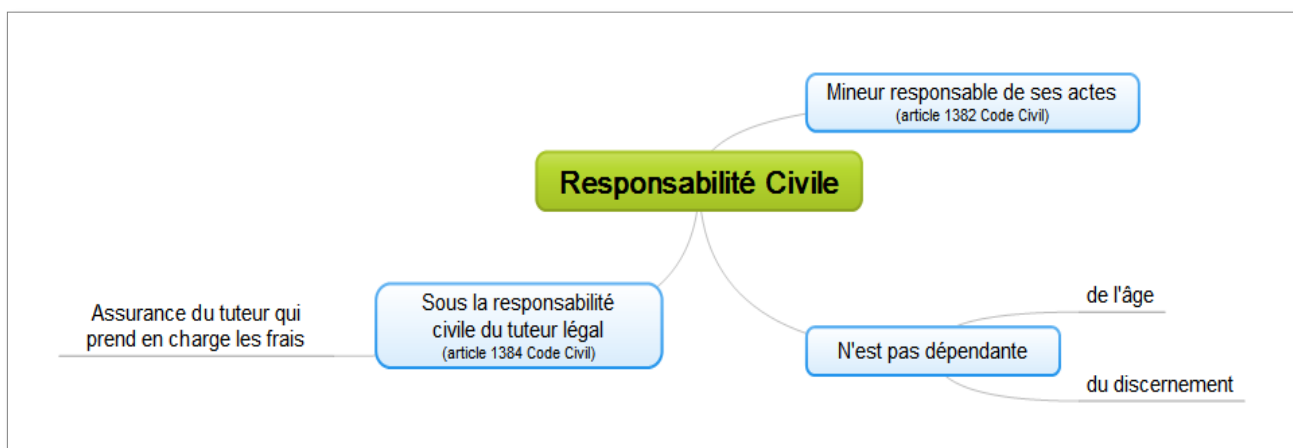 Mineur responsable de ses actes
(article 1382 Code Civil)
Responsabilité Civile
Assurance du tuteur qui
prend en charge les frais
Sous la responsabilité
civile du tuteur légal
(article 1384 Code Civil)
N'est pas dépendante
de l'âge
du discernement